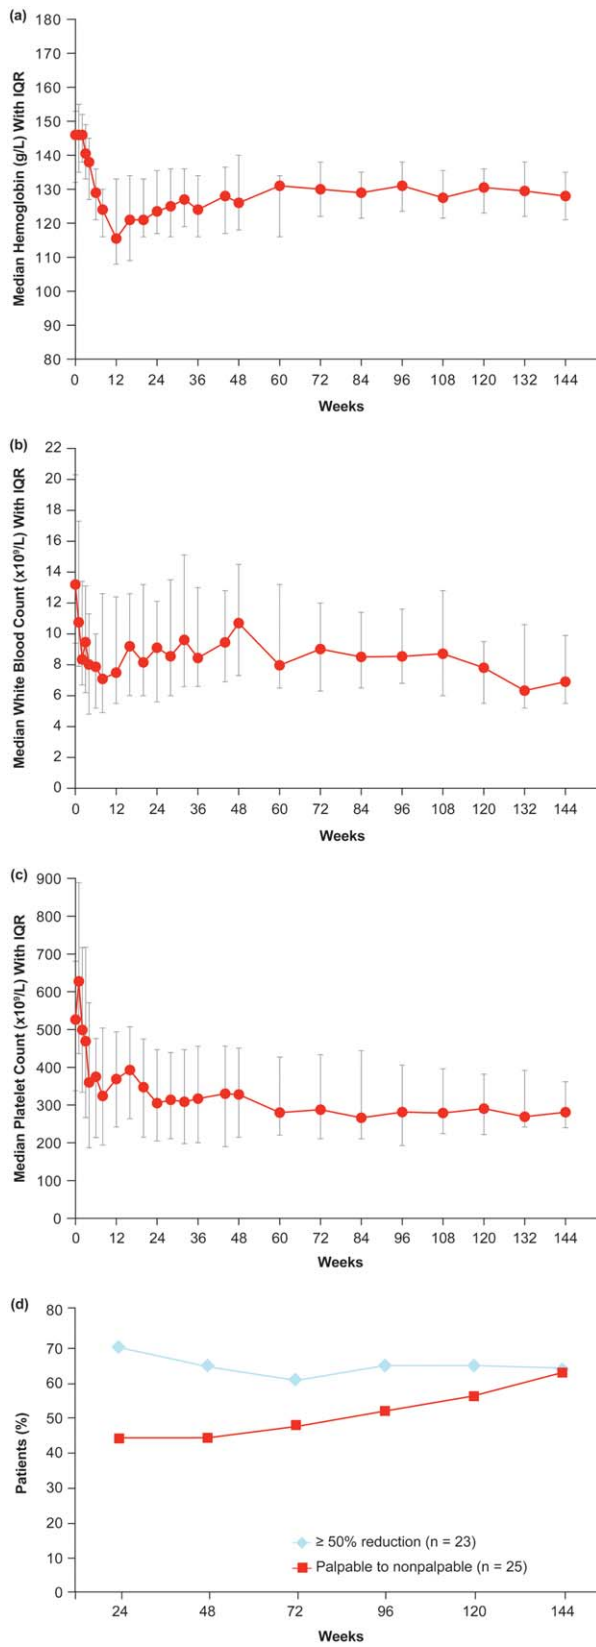 (a)
Median Hemoglobin (g/L) With IQR
180
170
160
150
140
130
120
110
100
90
80
0 12 24 36 48 60 72 84 96 108 120 132 144
Weeks
(b)
Median White Blood Count (x10⁹/L) With IQR
22
20
18
16
14
12
10
8
6
4
2
0
0 12 24 36 48 60 72 84 96 108 120 132 144
Weeks
(c)
Median Platelet Count (x10⁹/L) With IQR
900
800
700
600
500
400
300
200
100
0
0 12 24 36 48 60 72 84 96 108 120 132 144
Weeks
(d)
Patients (%)
80
70
60
50
40
30
20
10
0
≥ 50% reduction (n = 23)
Palpable to nonpalpable (n = 25)
24 48 72 96 120 144
Weeks